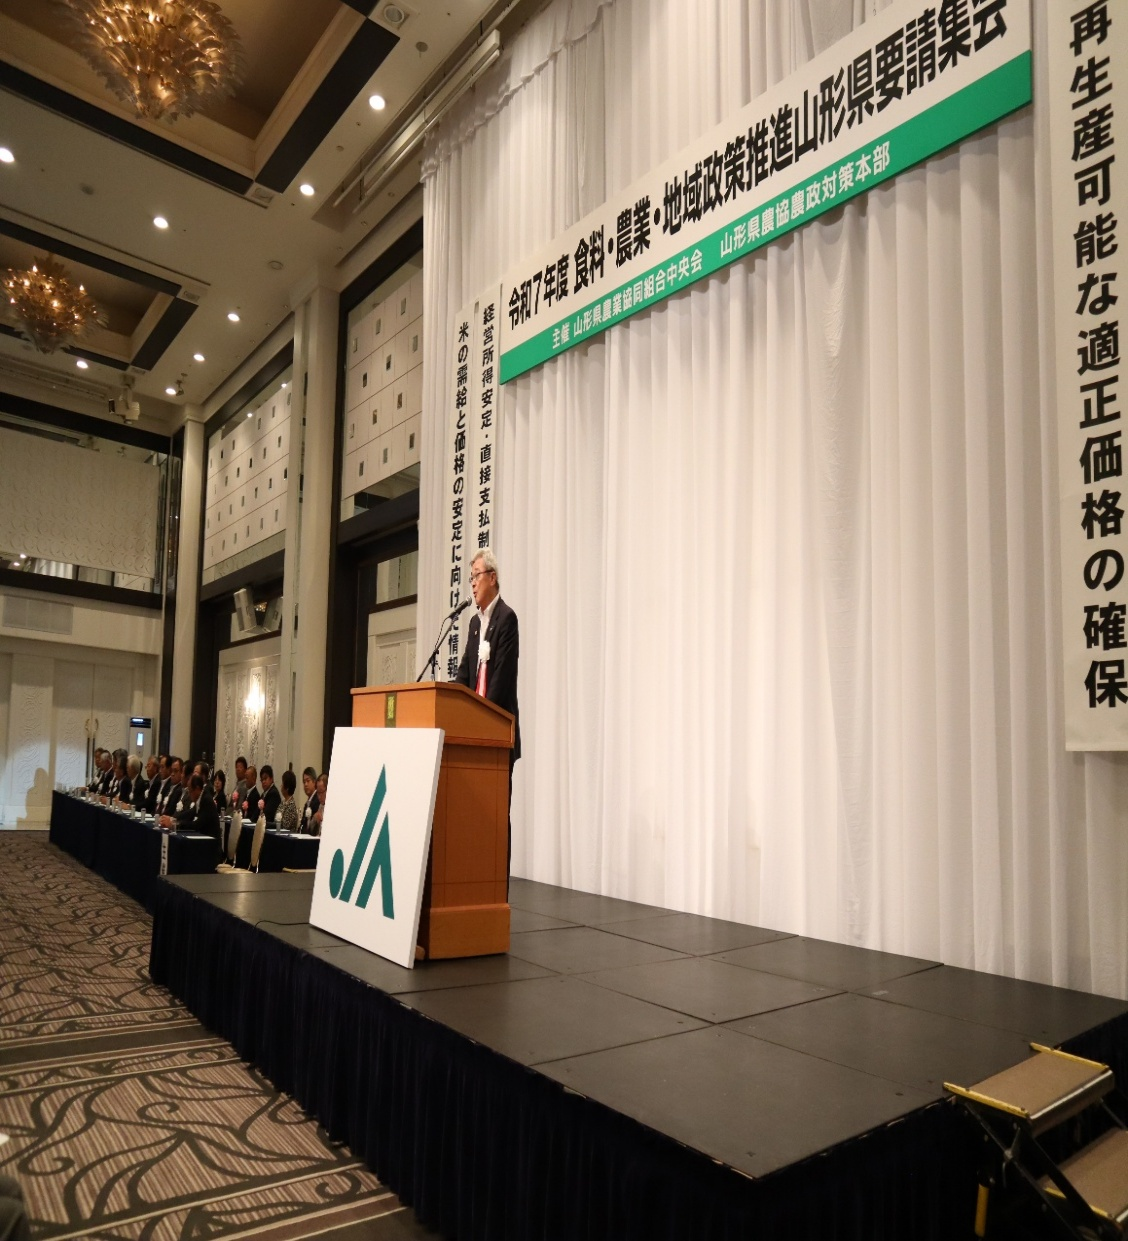 令和7年度 食料・農業・地域政策推進山形県要請集会
主催 山形県農業協同組合中央会 山形県農協農政対策本部
再生産可能な適正価格の確保
経営所得安定・直接支払制
米の需給と価格の安定に向けた情報
JA